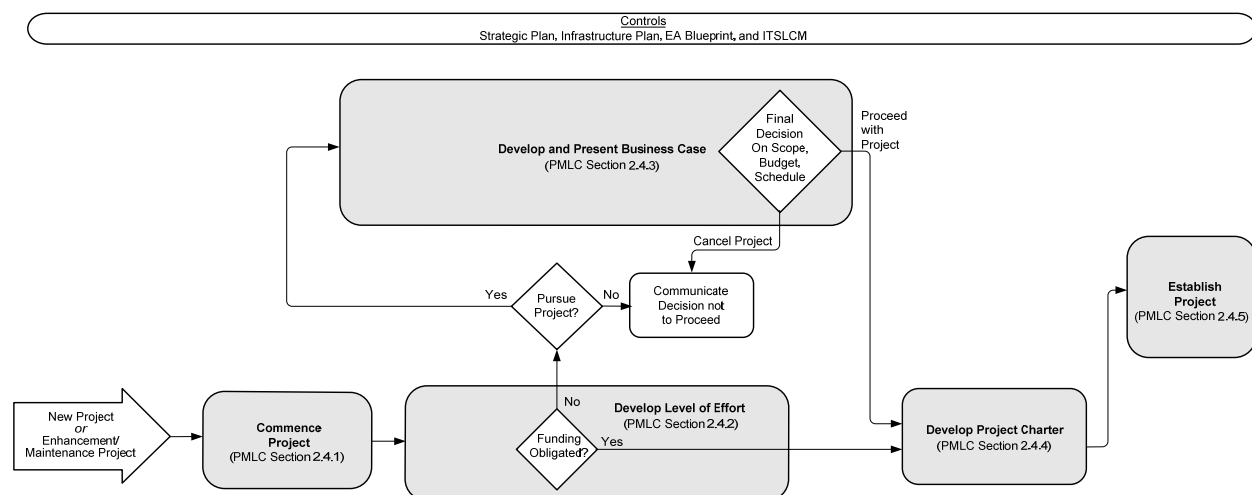 Controls
Strategic Plan, Infrastructure Plan, EA Blueprint, and ITSLCM
Develop and Present Business Case
(PMLC Section 2.4.3)
Final
Decision
On Scope,
Budget,
Schedule
Proceed
with
Project
Cancel Project
Yes
Pursue
Project?
No
Communicate
Decision not
to Proceed
Establish
Project
(PMLC Section 2.4.5)
New Project
or
Enhancement/
Maintenance Project
Commence
Project
(PMLC Section 2.4.1)
No
Develop Level of Effort
(PMLC Section 2.4.2)
Funding
Obligated?
Yes
Develop Project Charter
(PMLC Section 2.4.4)